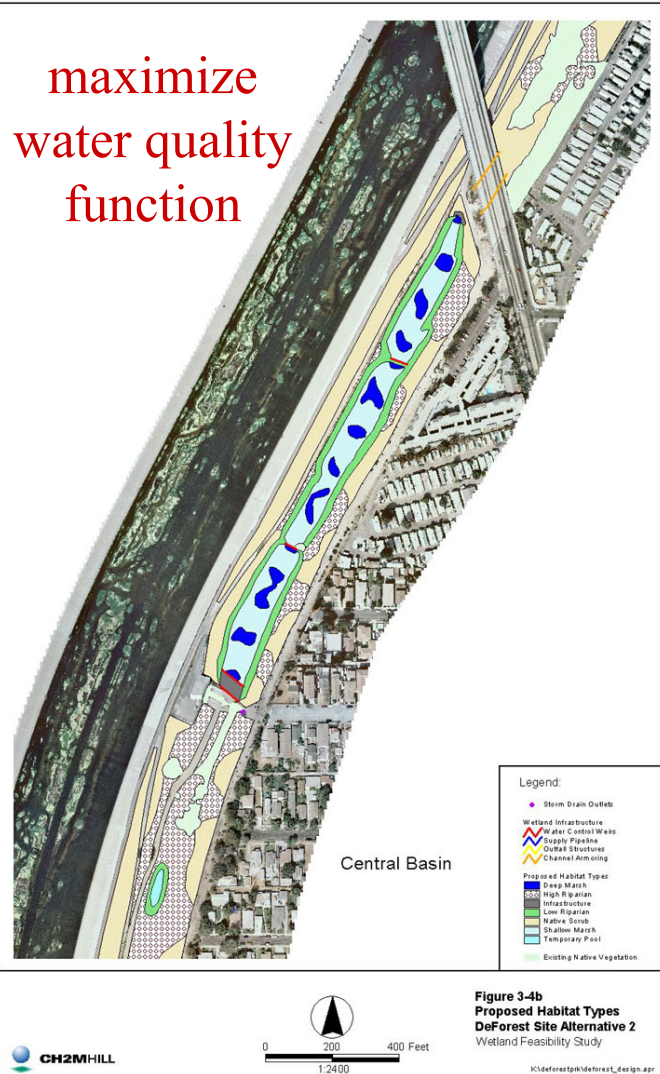 maximize
water quality
function
Legend:
Storm Drain Outlets
Wetland Infrastructure
Water Control Weirs
Supply Pipeline
Outfall Structures
Channel Armoring
Proposed Habitat Types
Deep Marsh
High Riparian
Infrastructure
Low Riparian
Native Scrub
Shallow Marsh
Temporary Pool
Existing Native Vegetation
Central Basin
Figure 3-4b
Proposed Habitat Types
DeForest Site Alternative 2
Wetland Feasibility Study
CH2MHILL
0 200 400 Feet
1:2400
K:\deforestprk\deforest_design.apr